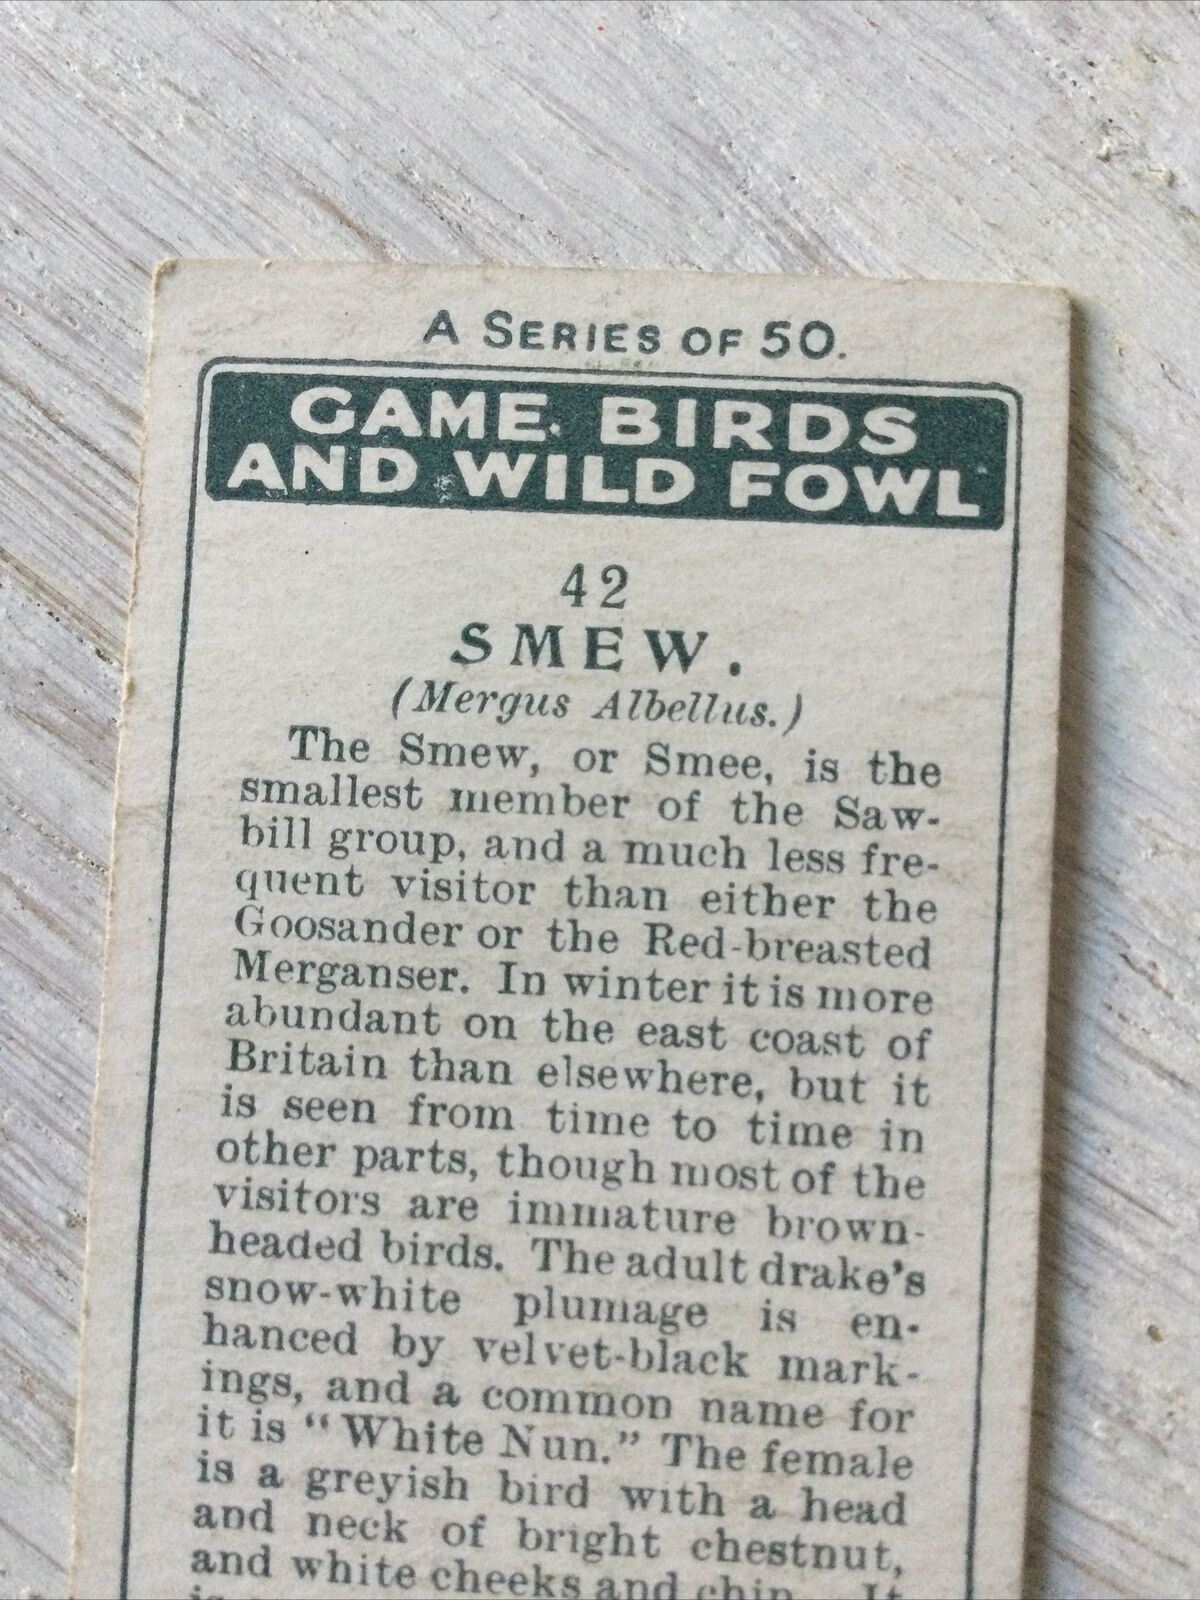 A SERIES OF 50.
GAME BIRDS
AND WILD FOWL
42
SMEW.
(Mergus Albellus.)
The Smew, or Smee, is the
smallest member of the Saw-
bill group, and a much less fre-
quent visitor than either the
Goosander or the Red-breasted
Merganser. In winter it is more
abundant on the east coast of
Britain than elsewhere, but it
is seen from time to time in
other parts, though most of the
visitors are immature brown-
headed birds. The adult drake's
snow-white plumage is en-
hanced by velvet-black mark-
ings, and a common name for
it is "White Nun." The female
is a greyish bird with a head
and neck of bright chestnut,
and white cheeks and chin. It